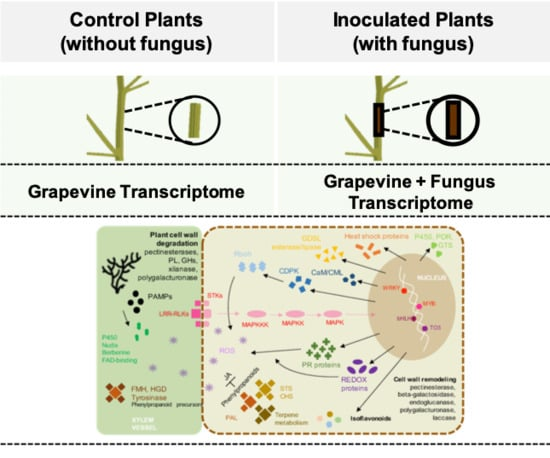 Control Plants
(without fungus)
Inoculated Plants
(with fungus)
Grapevine Transcriptome
Grapevine + Fungus
Transcriptome
Plant cell wall
degradation
pectinesterases,
PL, GHs,
xlanase,
polygalacturonase
PAMPs
LRR-RLKs
STKs
P450
Nudix
Berberine
FAD-binding
FMH, HGD
Tyrosinase
Phenylpropanoid precursor
XYLEM
VESSEL
Rboh
CDPK
CaM/CML
GDSL
esterase/lipase
Heat shock proteins
P450, POR,
GTS
NUCLEUS
WRKY
MYB
bHLH
MAPKKK
MAPKK
MAPK
ROS
JA
Phenylpropanoids
PAL
STS
CHS
Terpene
metabolism
PR proteins
REDOX
proteins
Isoflavonoids
Cell wall remodeling
pectinesterase,
beta-galactosidase,
endoglucanase,
polygalacturonase,
laccase